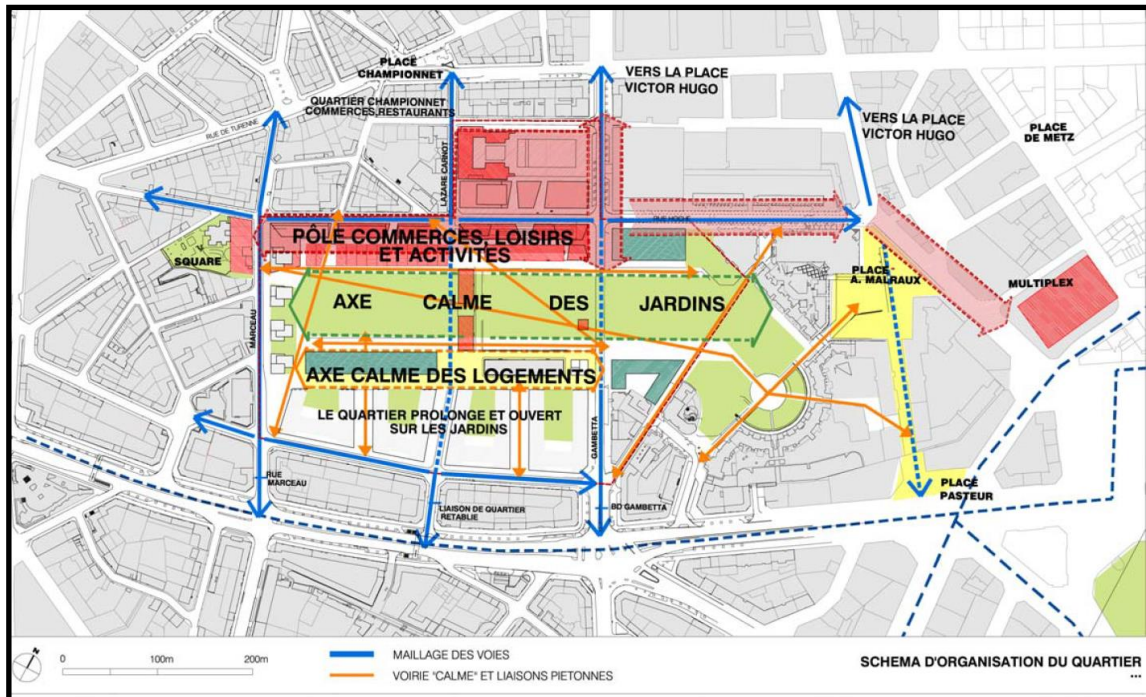 PLACE
CHAMPIONNET
VERS LA PLACE
VICTOR HUGO
QUARTIER CHAMPIONNET
COMMERCES,RESTAURANTS
VERS LA PLACE
VICTOR HUGO
PLACE
DE METZ
RUE DE TURENNE
LAZARE CARNOT
RUE HOCHE
PÔLE COMMERCES, LOISIRS
ET ACTIVITES
SQUARE
PLACE
A. MALRAUX
MULTIPLEX
AXE CALME DES JARDINS
MARCEAU
AXE CALME DES LOGEMENTS
LE QUARTIER PROLONGE ET OUVERT
SUR LES JARDINS
GAMBETTA
RUE
MARCEAU
PLACE
PASTEUR
LIAISON DE QUARTIER
RETABLIE
BD GAMBETTA
N
0 100m 200m
MAILLAGE DES VOIES
VOIRIE "CALME" ET LIAISONS PIETONNES
SCHEMA D'ORGANISATION DU QUARTIER
...